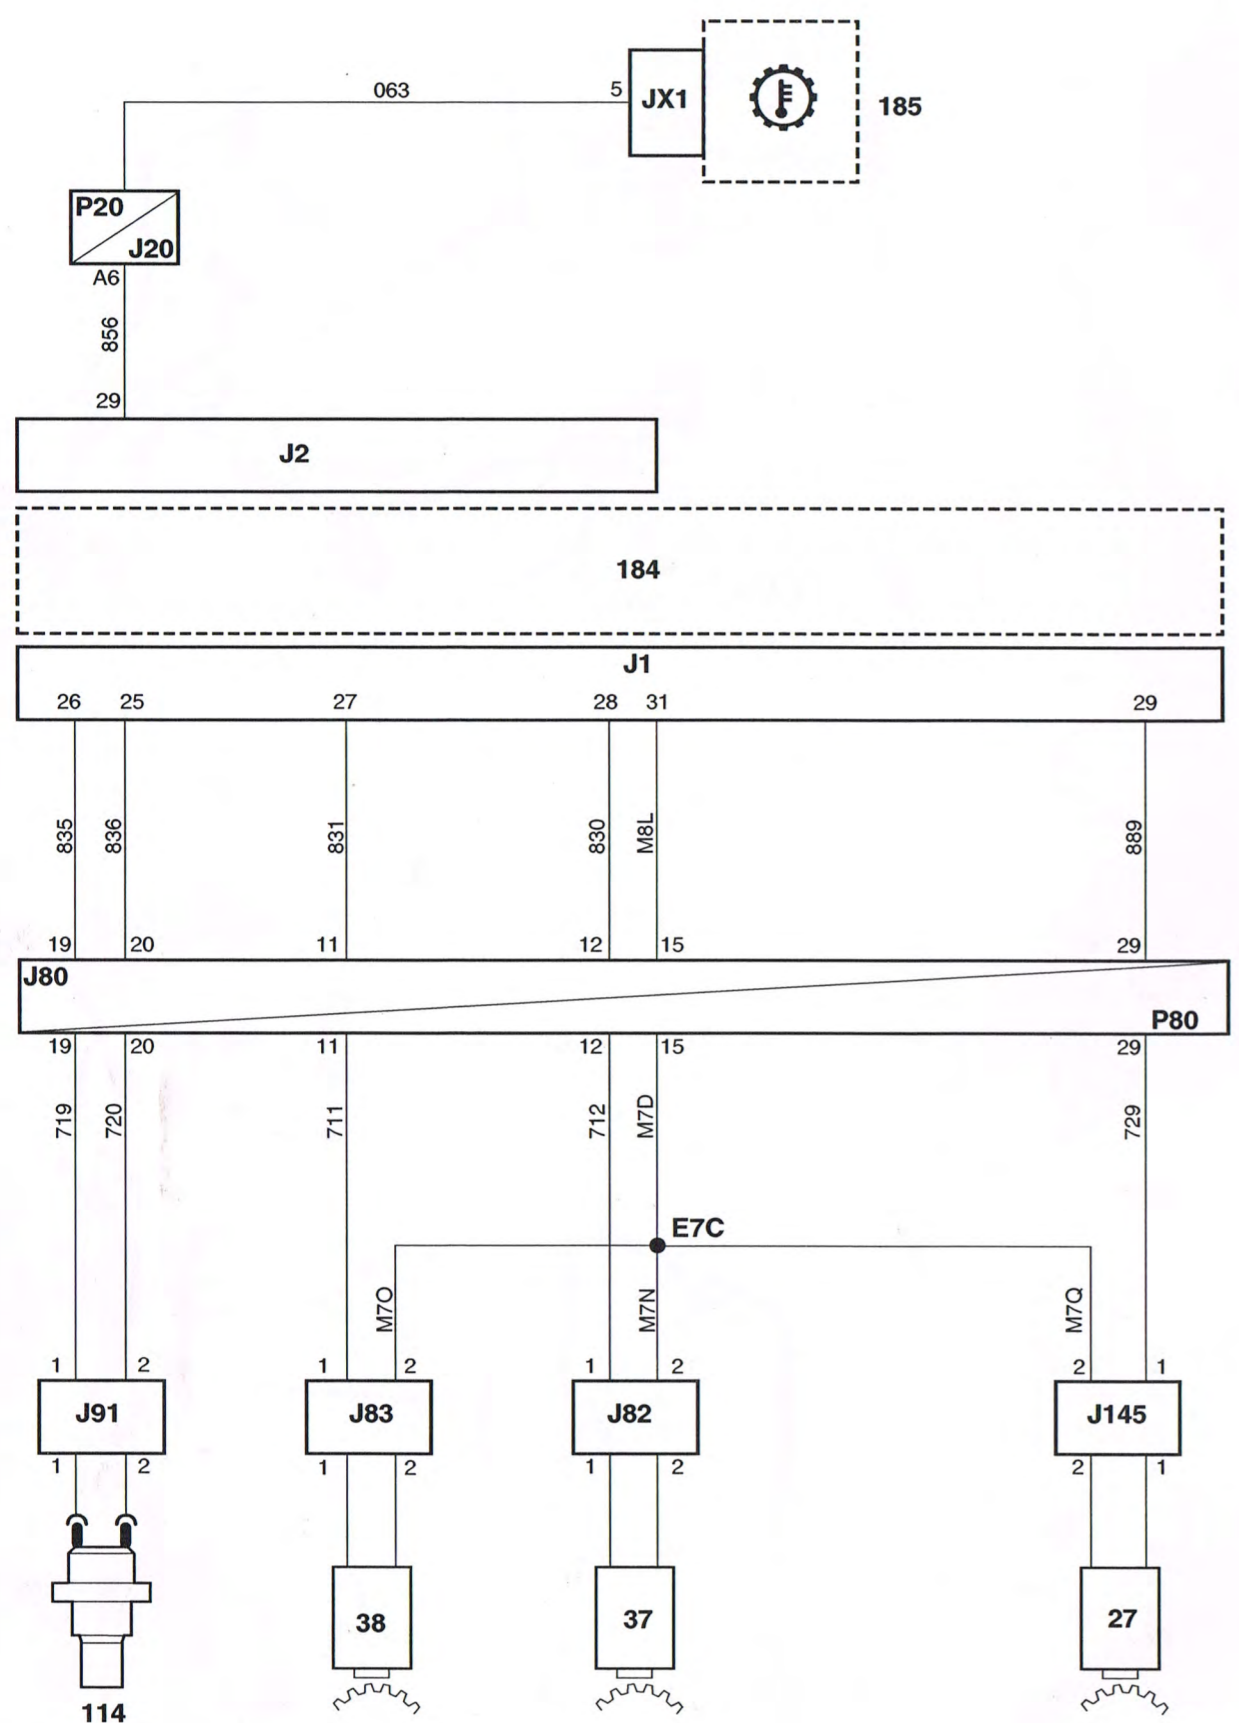 063
5
JX1
185
P20
J20
A6
856
29
J2
184
J1
26 25 27 28 31 29
835 836 831 830 M8L 889
19 20 11 12 15 29
J80
P80
19 20 11 12 15 29
719 720 711 712 M7D 729
E7C
M7O M7N M7Q
1 2 1 2 1 2 2 1
J91 J83 J82 J145
1 2 1 2 1 2 2 1
38 37 27
114